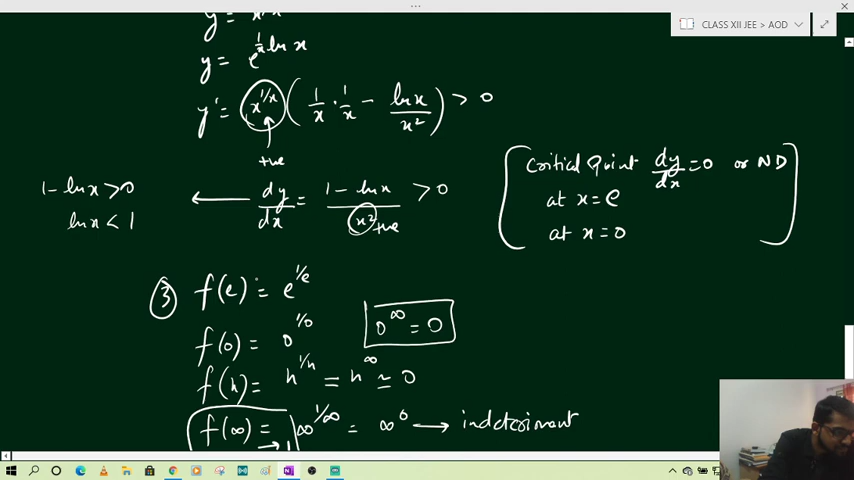 CLASS XII JEE > AOD
y = x^{1/x}
y = e^{1/x ln x}
y' = x^{1/x} ( 1/x · 1/x - ln x / x² ) > 0
+ve
Critical Point dy/dx = 0 or ND
at x = e
at x = 0
1 - ln x > 0 ← dy/dx = 1 - ln x / x² > 0
+ve
ln x < 1
③ f(e) = e^{1/e}
f(0) = 0^{1/0}
0^∞ = 0
f(h) = h^{1/h} = h^∞ ≃ 0
f(∞) = ∞^{1/∞} = ∞^0 → indeterimant